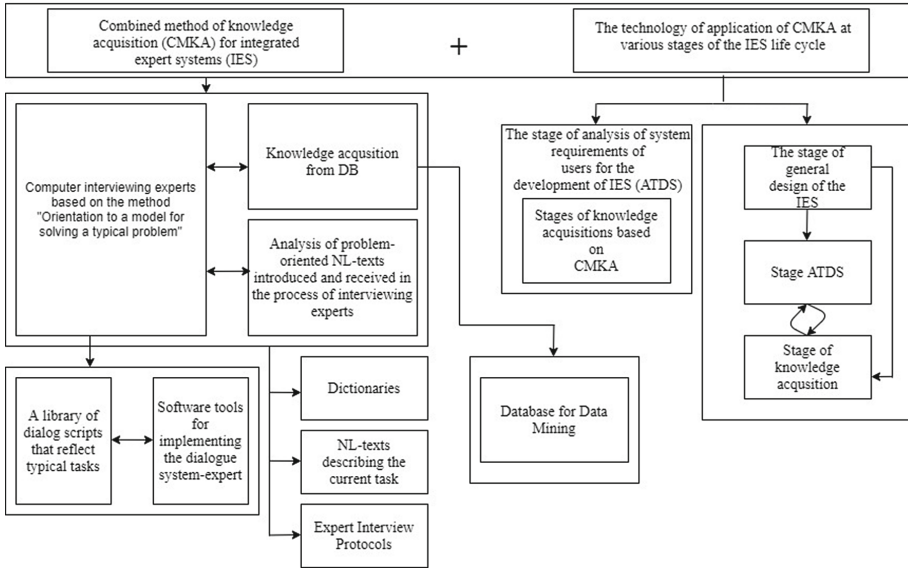 Combined method of knowledge
acquisition (CMKA) for integrated
expert systems (IES)
+
The technology of application of CMKA at
various stages of the IES life cycle
Computer interviewing experts
based on the method
"Orientation to a model for
solving a typical problem"
Knowledge acqusition
from DB
Analysis of problem-
oriented NL-texts
introduced and received in
the process of interviewing
experts
The stage of analysis of system
requirements of
users for the
development of IES (ATDS)
Stages of knowledge
acquisitions based
on
CMKA
The stage of
general
design of the
IES
Stage ATDS
Stage of
knowledge
acqusition
A library of
dialog scripts
that reflect
typical tasks
Software tools
for
implementing
the dialogue
system-expert
Dictionaries
NL-texts
describing the
current task
Expert Interview
Protocols
Database for Data
Mining